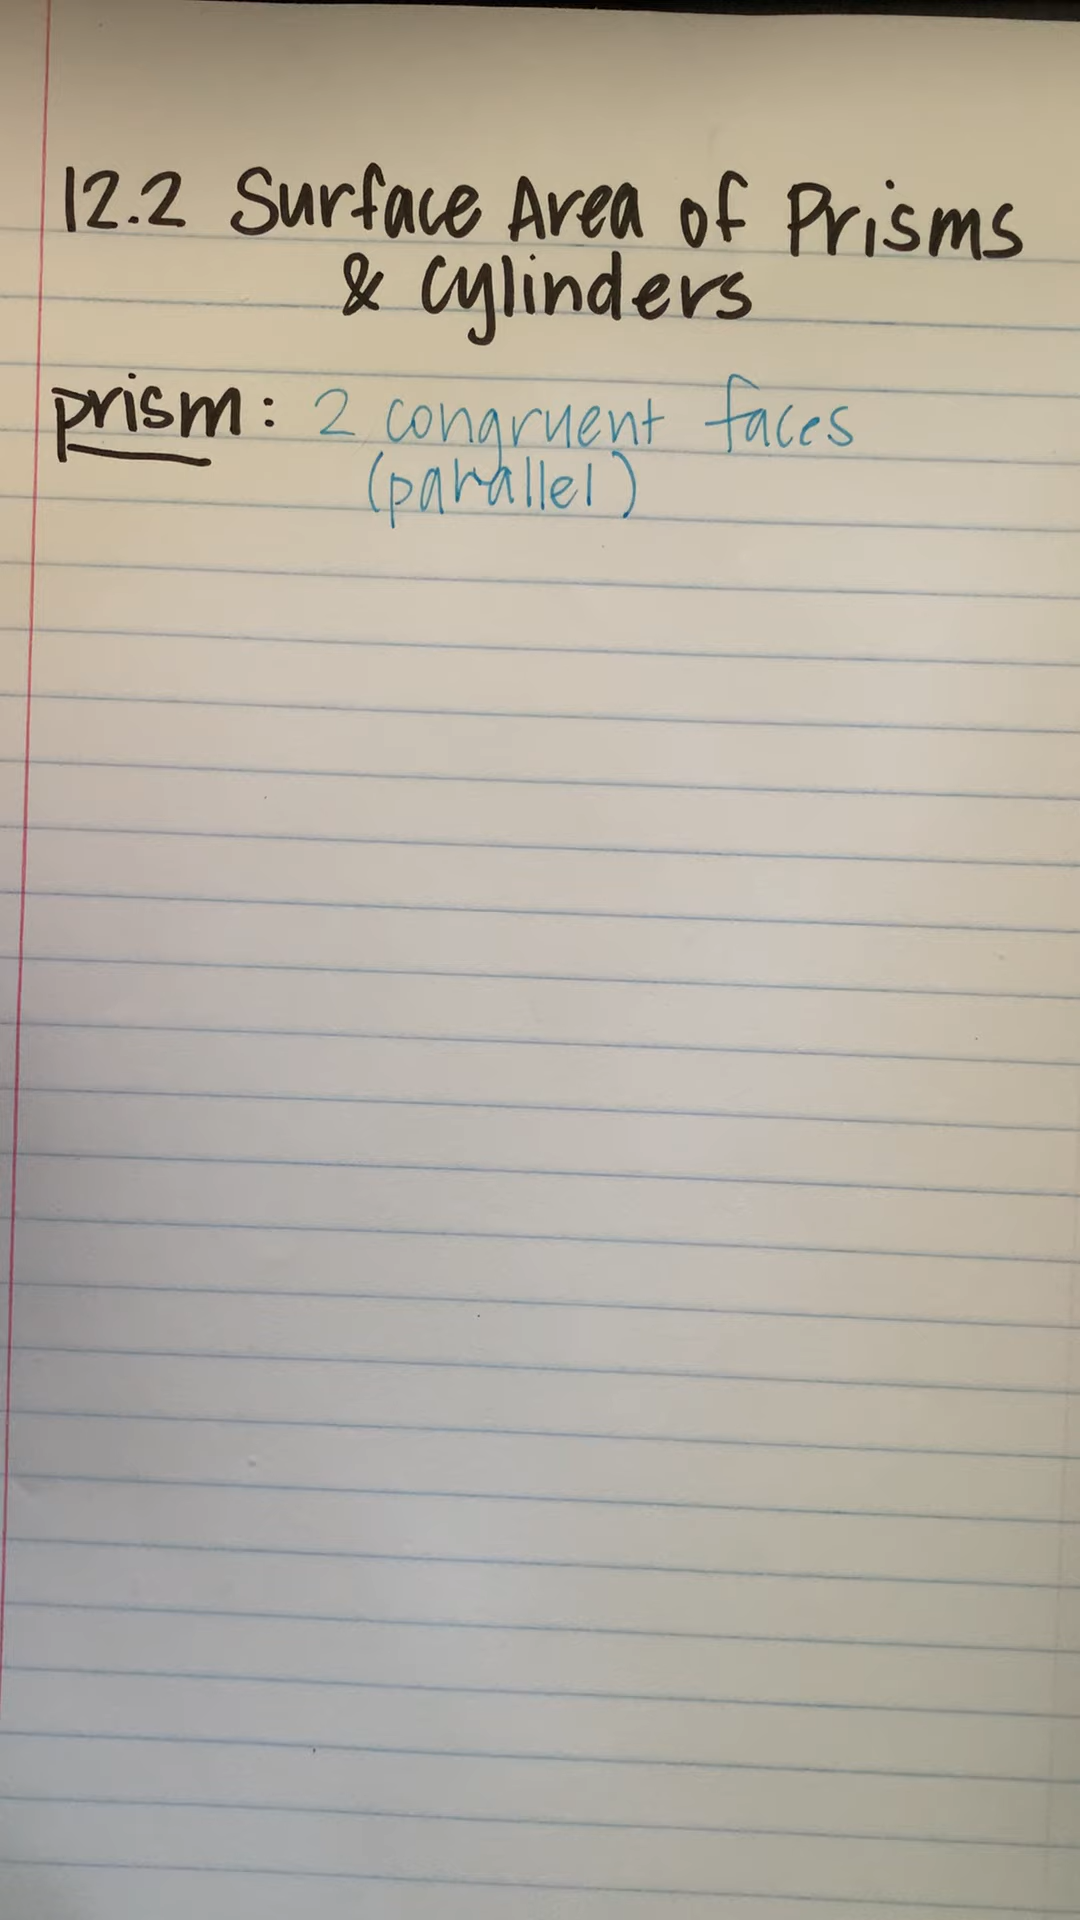 12.2 Surface Area of Prisms
& Cylinders
prism: 2 congruent faces
(parallel)